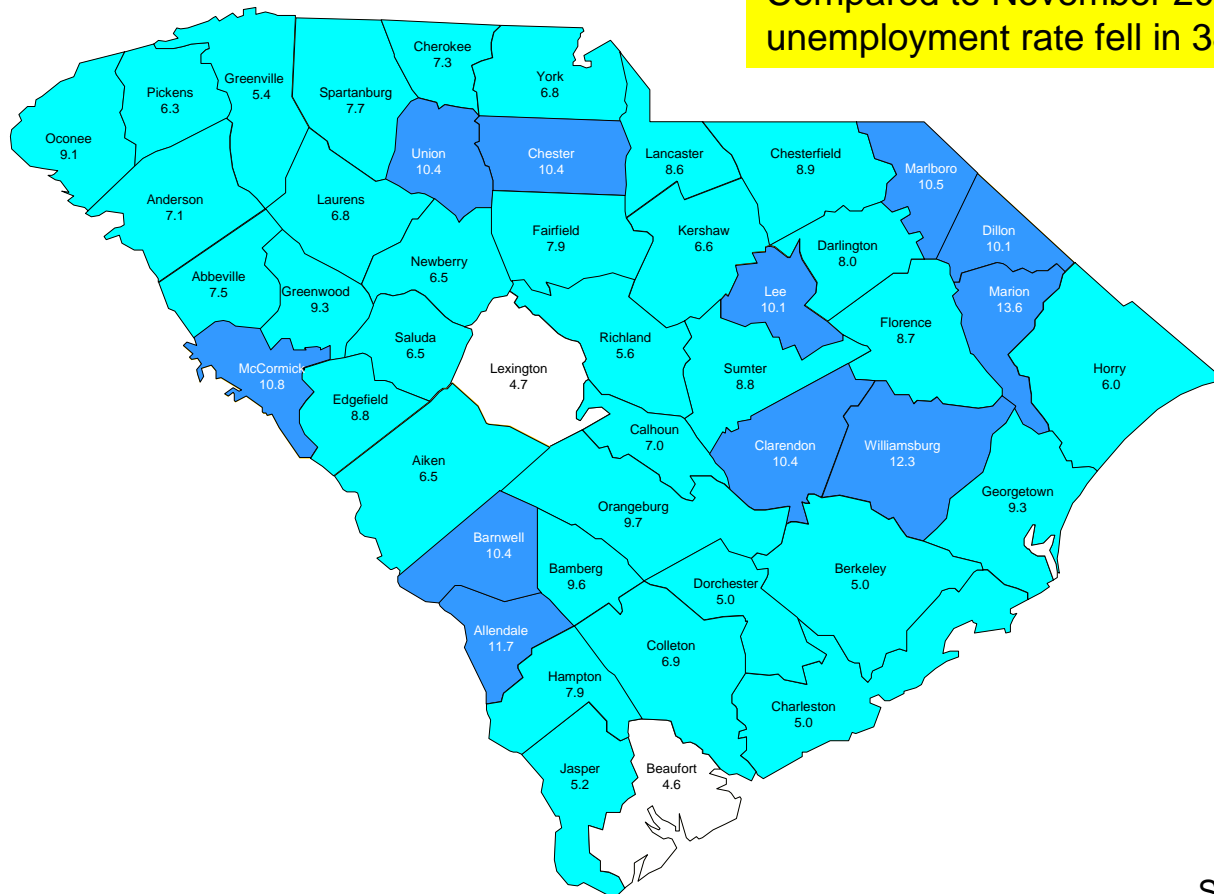 Compared to November 20
unemployment rate fell in 3
Cherokee
7.3
York
6.8
Greenville
5.4
Pickens
6.3
Spartanburg
7.7
Oconee
9.1
Union
10.4
Chester
10.4
Lancaster
8.6
Chesterfield
8.9
Marlboro
10.5
Anderson
7.1
Laurens
6.8
Fairfield
7.9
Kershaw
6.6
Darlington
8.0
Dillon
10.1
Abbeville
7.5
Greenwood
9.3
Newberry
6.5
Lee
10.1
Marion
13.6
Saluda
6.5
Richland
5.6
Florence
8.7
McCormick
10.8
Lexington
4.7
Sumter
8.8
Horry
6.0
Edgefield
8.8
Calhoun
7.0
Clarendon
10.4
Williamsburg
12.3
Aiken
6.5
Orangeburg
9.7
Georgetown
9.3
Barnwell
10.4
Bamberg
9.6
Dorchester
5.0
Berkeley
5.0
Allendale
11.7
Colleton
6.9
Hampton
7.9
Charleston
5.0
Jasper
5.2
Beaufort
4.6
S